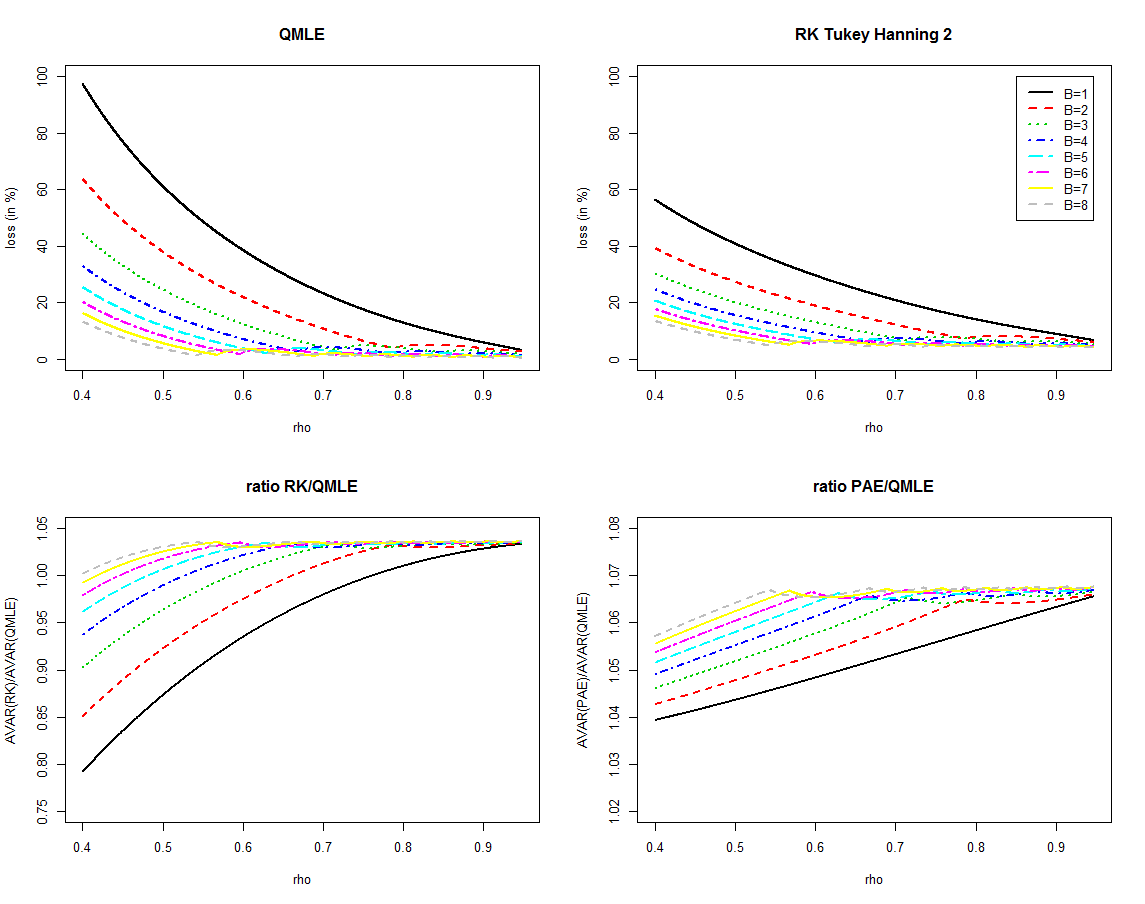 QMLE
loss (in %)
100
80
60
40
20
0
0.4 0.5 0.6 0.7 0.8 0.9
rho
RK Tukey Hanning 2
loss (in %)
100
80
60
40
20
0
B=1
B=2
B=3
B=4
B=5
B=6
B=7
B=8
0.4 0.5 0.6 0.7 0.8 0.9
rho
ratio RK/QMLE
AVAR(RK)/AVAR(QMLE)
1.05
1.00
0.95
0.90
0.85
0.80
0.75
0.4 0.5 0.6 0.7 0.8 0.9
rho
ratio PAE/QMLE
AVAR(PAE)/AVAR(QMLE)
1.08
1.07
1.06
1.05
1.04
1.03
1.02
0.4 0.5 0.6 0.7 0.8 0.9
rho